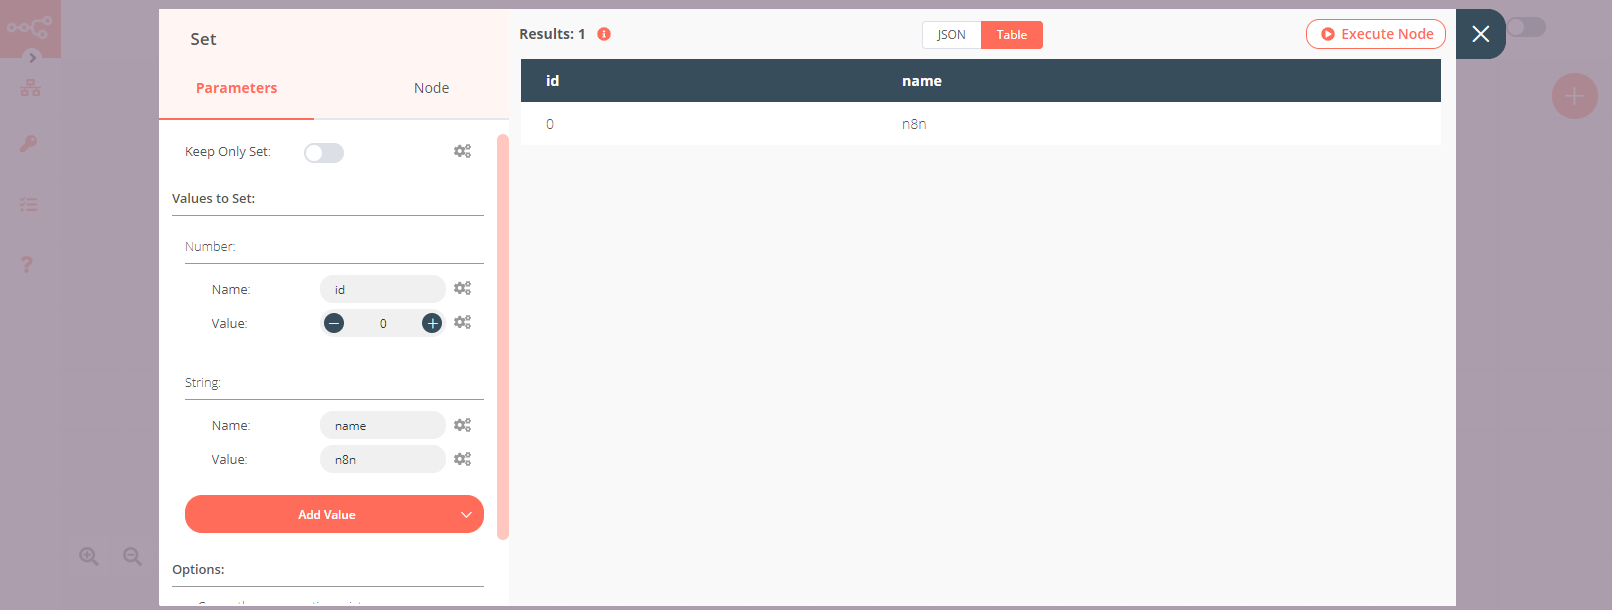 Set
Parameters
Node
Keep Only Set:
Values to Set:
Number:
Name:
id
Value:
0
String:
Name:
name
Value:
n8n
Add Value
Options:
Results: 1
JSON
Table
Execute Node
id
name
0
n8n